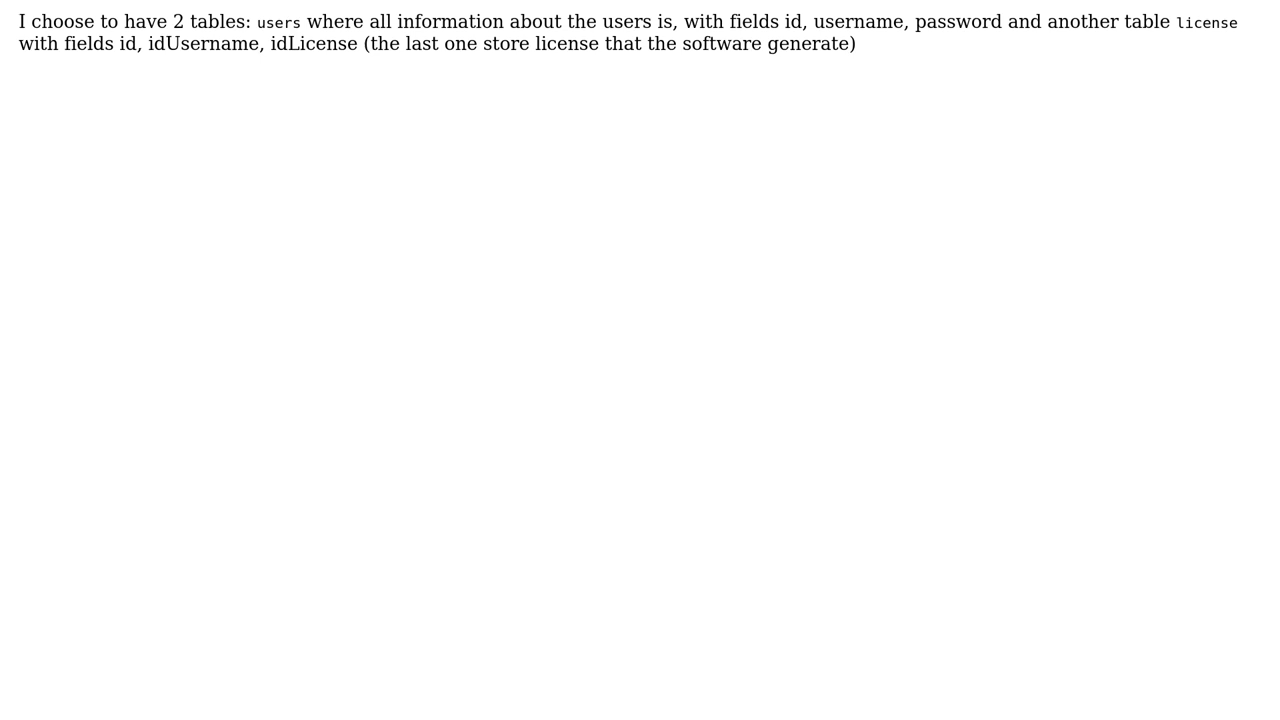 I choose to have 2 tables: users where all information about the users is, with fields id, username, password and another table license
with fields id, idUsername, idLicense (the last one store license that the software generate)